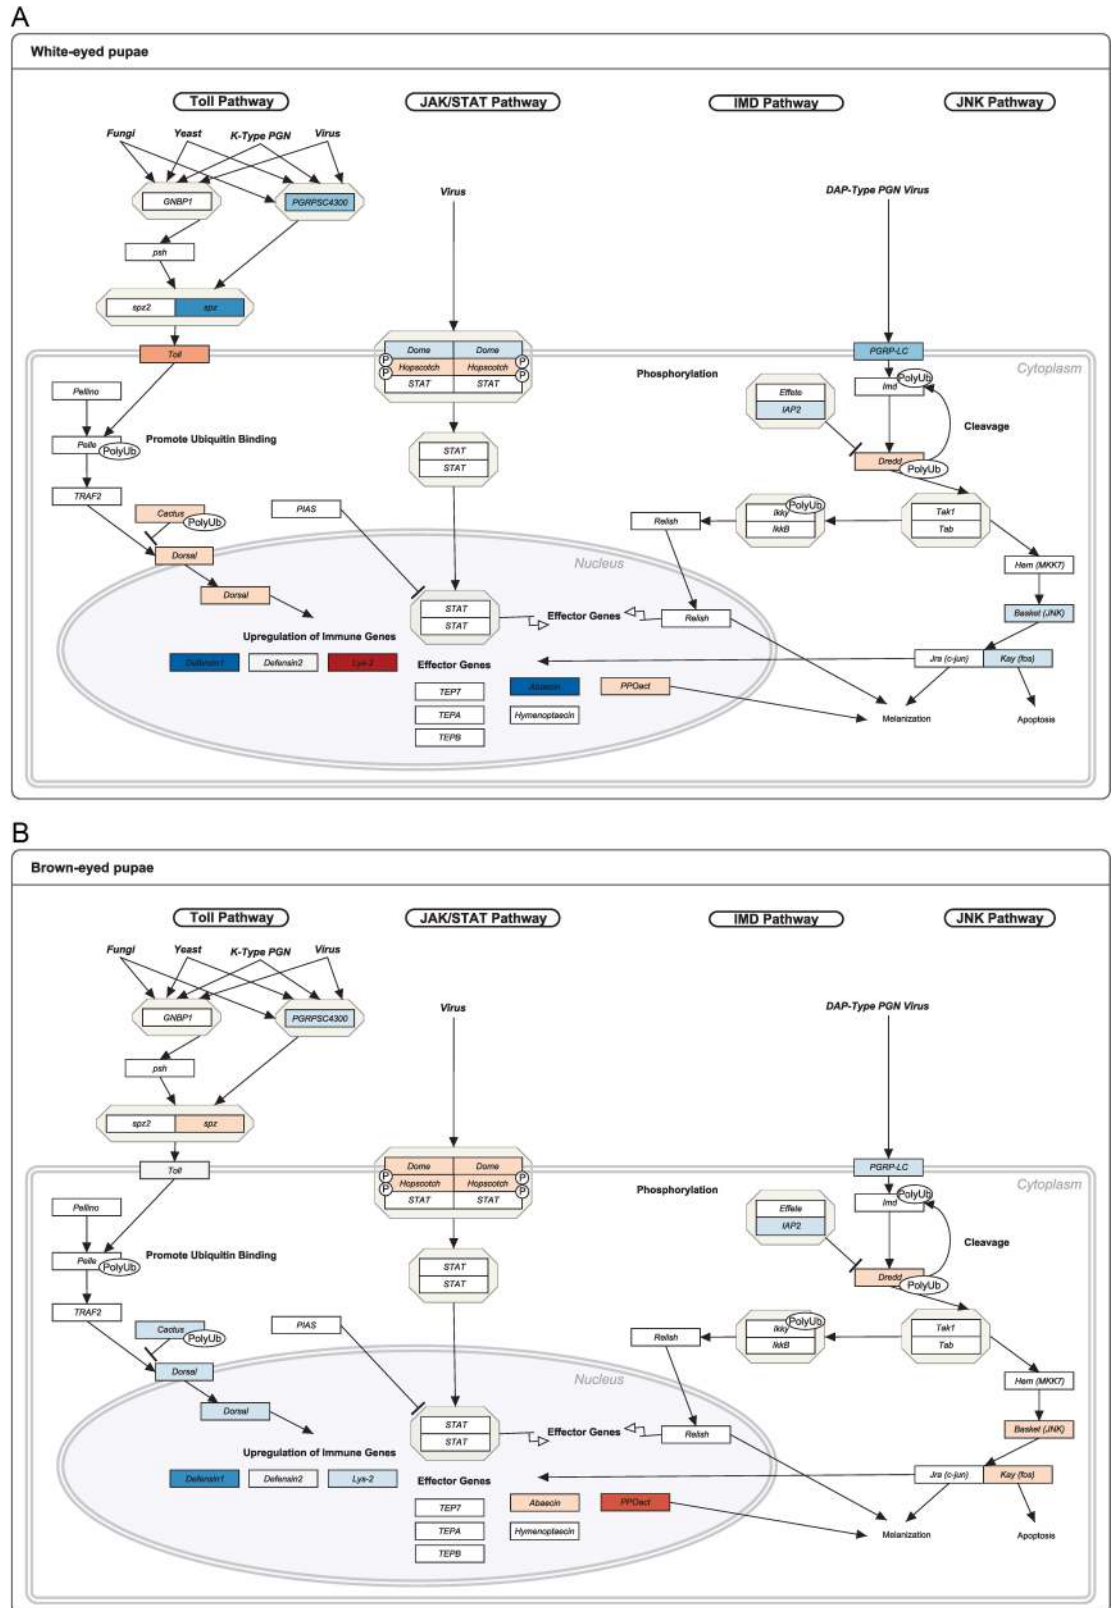 A
White-eyed pupae
Toll Pathway
JAK/STAT Pathway
IMD Pathway
JNK Pathway
Fungi
Yeast
K-Type PGN
Virus
Virus
DAP-Type PGN Virus
GNBP1
PGRPSC4300
psh
spz2
spz
Toll
Dome
Dome
P
Hopscotch
Hopscotch
P
P
STAT
STAT
P
PGRP-LC
Cytoplasm
Phosphorylation
Imd
PolyUb
Effete
IAP2
Cleavage
Pellino
Pelle
PolyUb
Promote Ubiquitin Binding
STAT
STAT
Dredd
PolyUb
TRAF2
Cactus
PolyUb
PIAS
Relish
Ikky
PolyUb
IkkB
Tak1
Tab
Dorsal
Nucleus
Hem (MKK7)
Dorsal
STAT
STAT
Effector Genes
Relish
Basket (JNK)
Upregulation of Immune Genes
Defensin1
Defensin2
Lys-2
Effector Genes
Jra (c-jun)
Kay (fos)
TEP7
Abaecin
PPOact
TEPA
Hymenoptaecin
TEPB
Melanization
Apoptosis
B
Brown-eyed pupae
Toll Pathway
JAK/STAT Pathway
IMD Pathway
JNK Pathway
Fungi
Yeast
K-Type PGN
Virus
Virus
DAP-Type PGN Virus
GNBP1
PGRPSC4300
psh
spz2
spz
Toll
Dome
Dome
P
Hopscotch
Hopscotch
P
P
STAT
STAT
P
PGRP-LC
Cytoplasm
Phosphorylation
Imd
PolyUb
Effete
IAP2
Cleavage
Pellino
Pelle
PolyUb
Promote Ubiquitin Binding
STAT
STAT
Dredd
PolyUb
TRAF2
Cactus
PolyUb
PIAS
Relish
Ikky
PolyUb
IkkB
Tak1
Tab
Dorsal
Nucleus
Hem (MKK7)
Dorsal
STAT
STAT
Effector Genes
Relish
Basket (JNK)
Upregulation of Immune Genes
Defensin1
Defensin2
Lys-2
Effector Genes
Jra (c-jun)
Kay (fos)
TEP7
Abaecin
PPOact
TEPA
Hymenoptaecin
TEPB
Melanization
Apoptosis